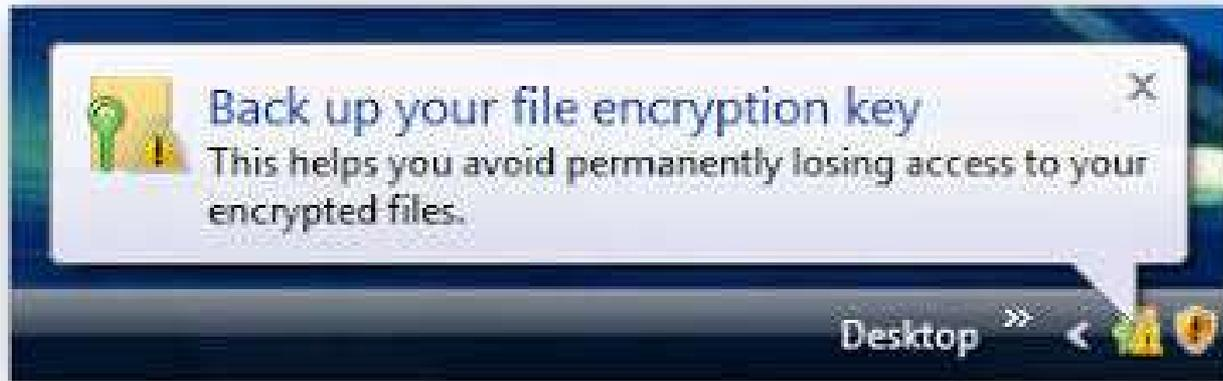 Back up your file encryption key
This helps you avoid permanently losing access to your
encrypted files.
Desktop